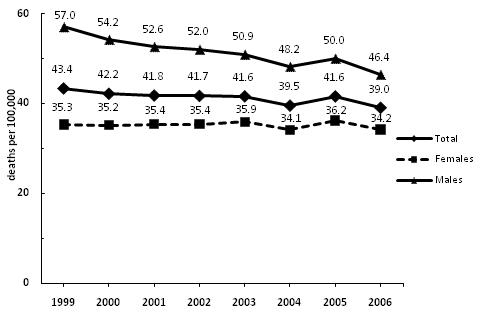 60
40
20
0
deaths per 100,000
57.0 54.2 52.6 52.0 50.9 48.2 50.0 46.4
43.4 42.2 41.8 41.7 41.6 39.5 41.6 39.0
35.3 35.2 35.4 35.4 35.9 34.1 36.2 34.2
1999 2000 2001 2002 2003 2004 2005 2006
Total
Females
Males